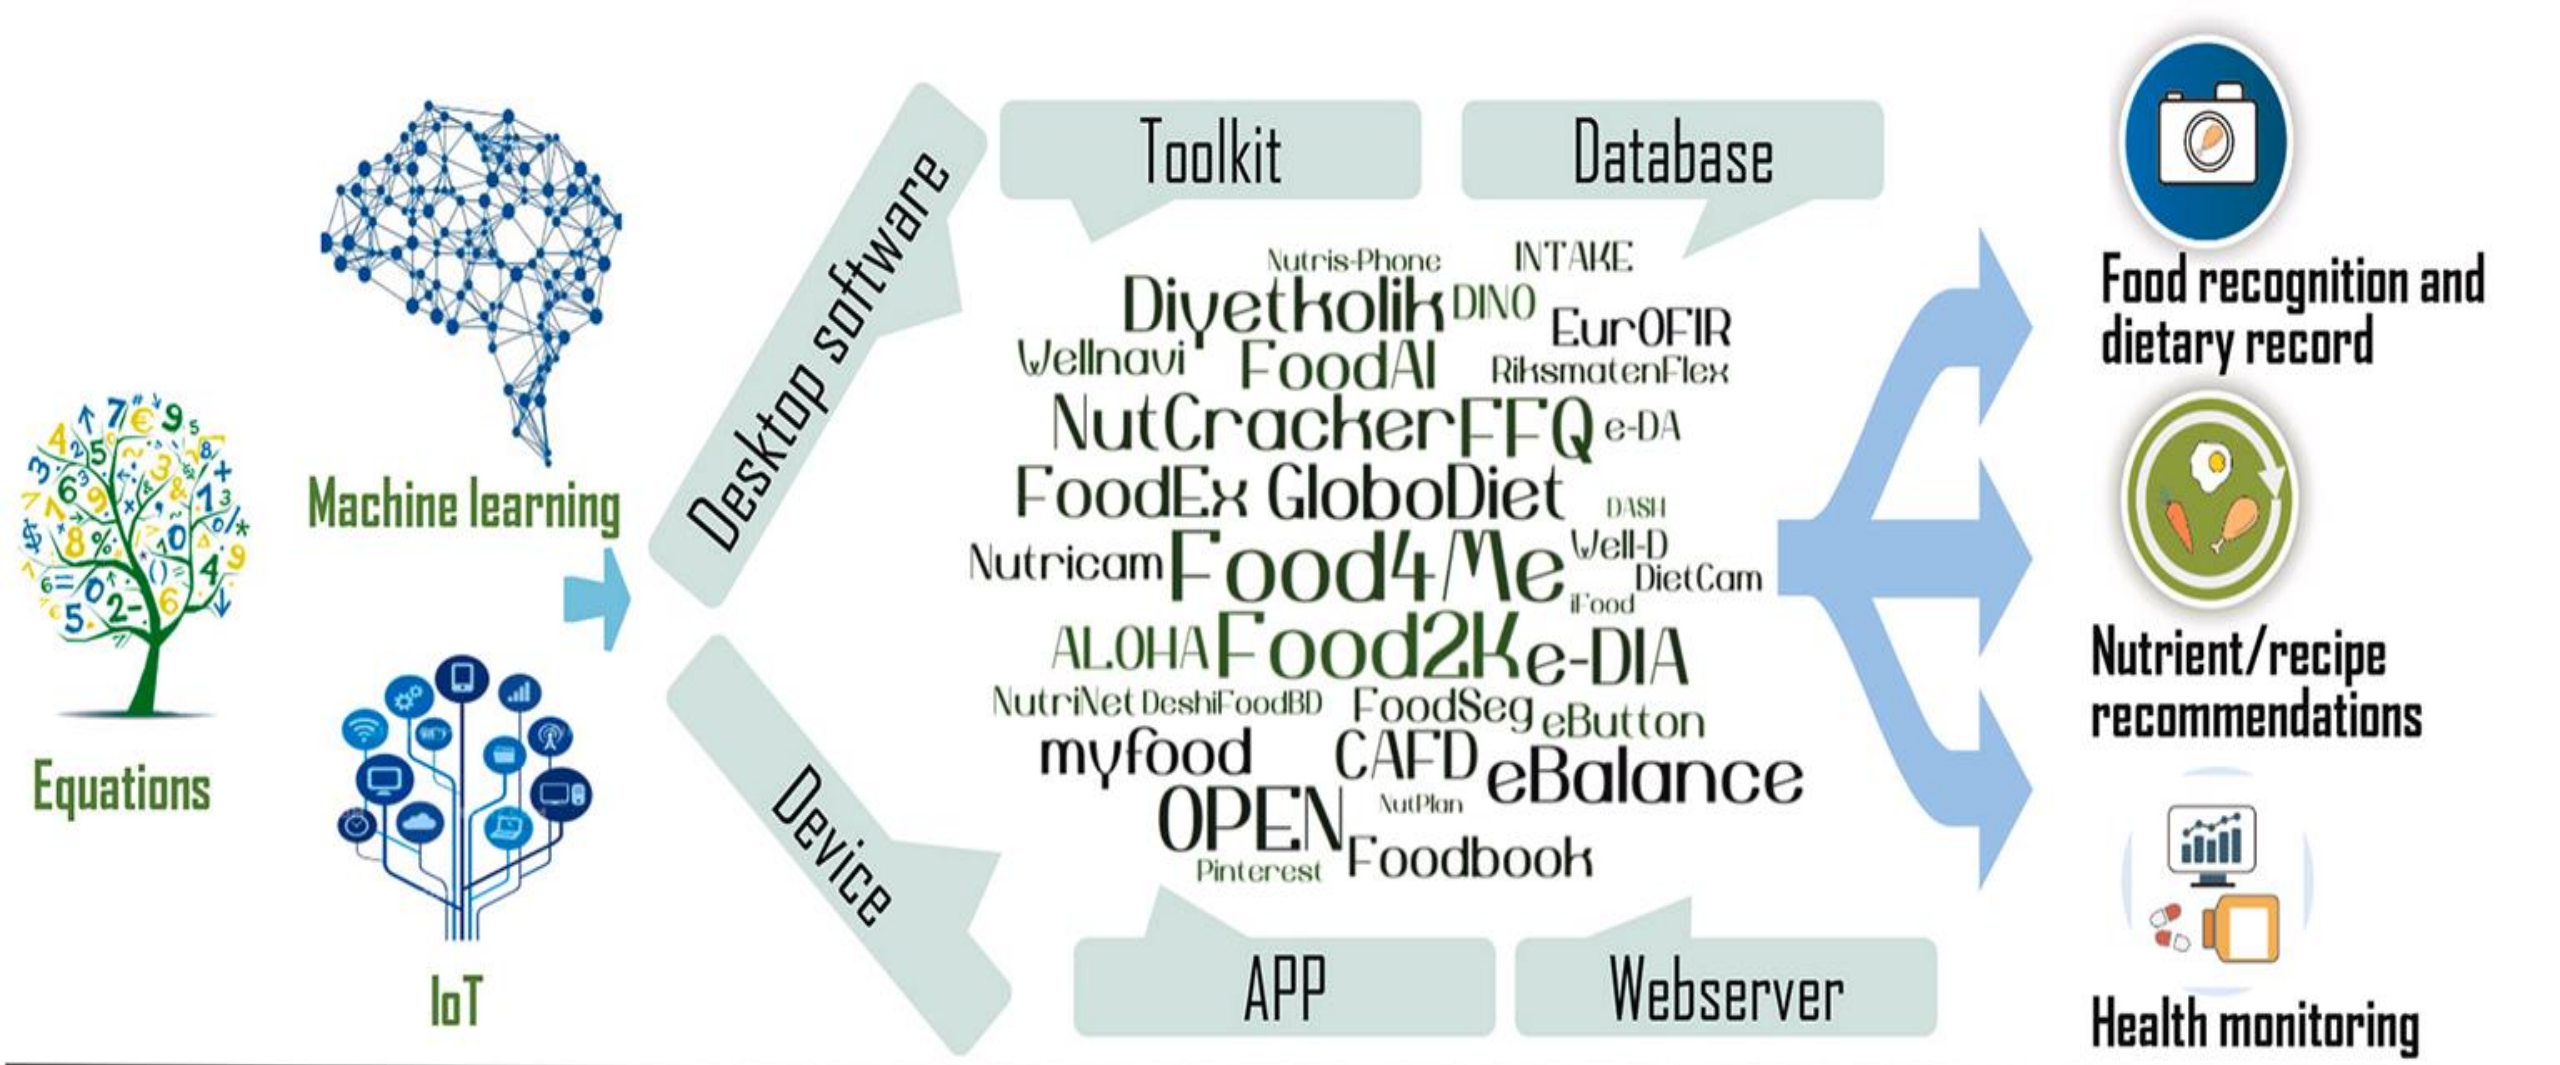 Equations
Machine learning
IoT
Desktop software
Device
Toolkit
Database
Nutris-Phone
INTAKE
Diyetkolik
DINO
EurOFIR
Wellnavi
FoodAI
RiksmatenFlex
NutCracker
FFQ
e-DA
FoodEx
GloboDiet
DASH
Nutricam
Food4Me
Well-D
DietCam
iFood
ALOHA
Food2K
e-DIA
NutriNet
DeshiFoodBD
FoodSeg
eButton
myfood
CAFD
eBalance
OPEN
NutPlan
Pinterest
Foodbook
APP
Webserver
Food recognition and
dietary record
Nutrient/recipe
recommendations
Health monitoring